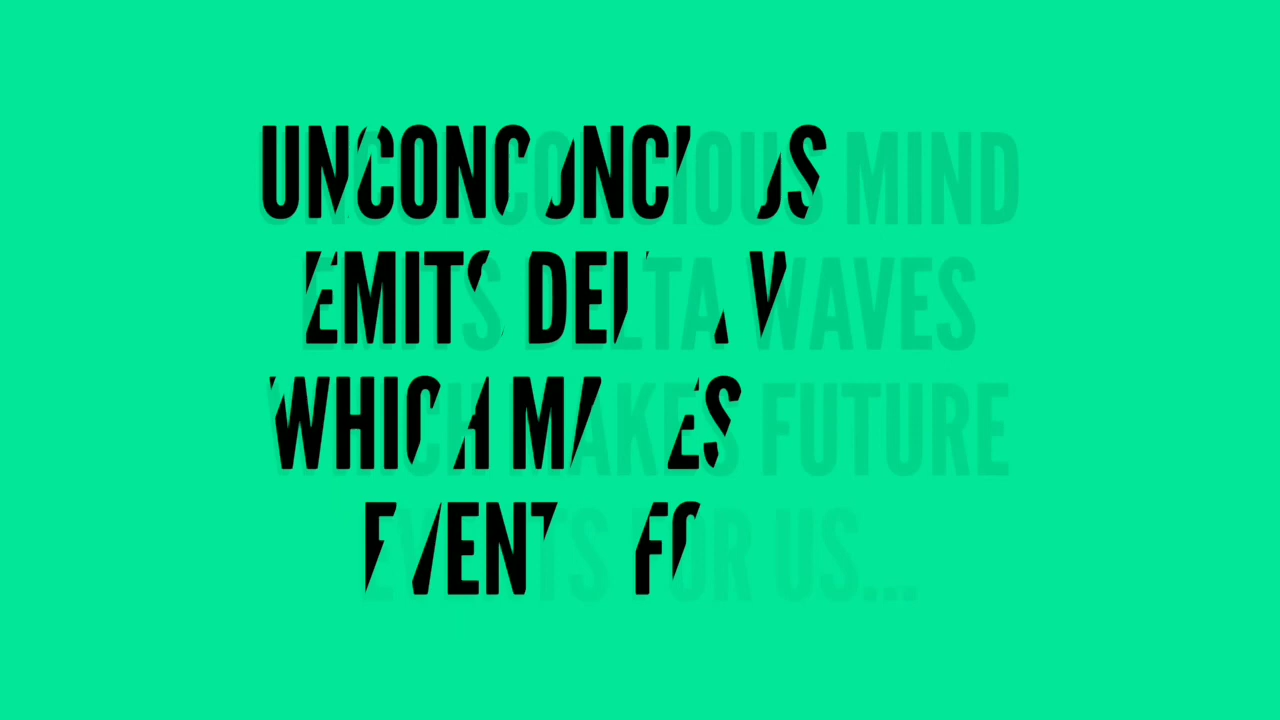 UNCONCONCIOUS MIND
EMITS DELTA WAVES
WHICH MAKES FUTURE
EVENTS FOR US...